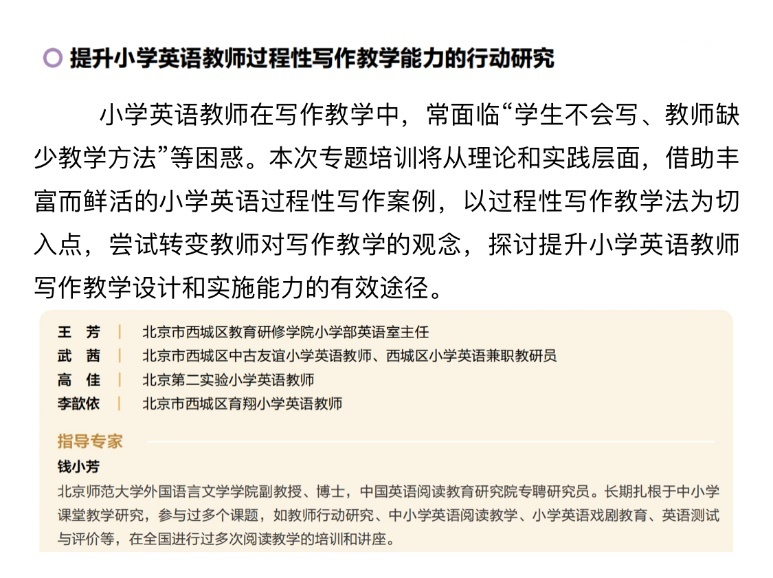 提升小学英语教师过程性写作教学能力的行动研究
小学英语教师在写作教学中，常面临“学生不会写、教师缺
少教学方法”等困惑。本次专题培训将从理论和实践层面，借助丰
富而鲜活的小学英语过程性写作案例，以过程性写作教学法为切
入点，尝试转变教师对写作教学的观念，探讨提升小学英语教师
写作教学设计和实施能力的有效途径。
王 芳 | 北京市西城区教育研修学院小学部英语室主任
武 茜 | 北京市西城区中古友谊小学英语教师、西城区小学英语兼职教研员
高 佳 | 北京第二实验小学英语教师
李歆依 | 北京市西城区育翔小学英语教师
指导专家
钱小芳
北京师范大学外国语言文学学院副教授、博士，中国英语阅读教育研究院专聘研究员。长期扎根于中小学
课堂教学研究，参与过多个课题，如教师行动研究、中小学英语阅读教学、小学英语戏剧教育、英语测试
与评价等，在全国进行过多次阅读教学的培训和讲座。